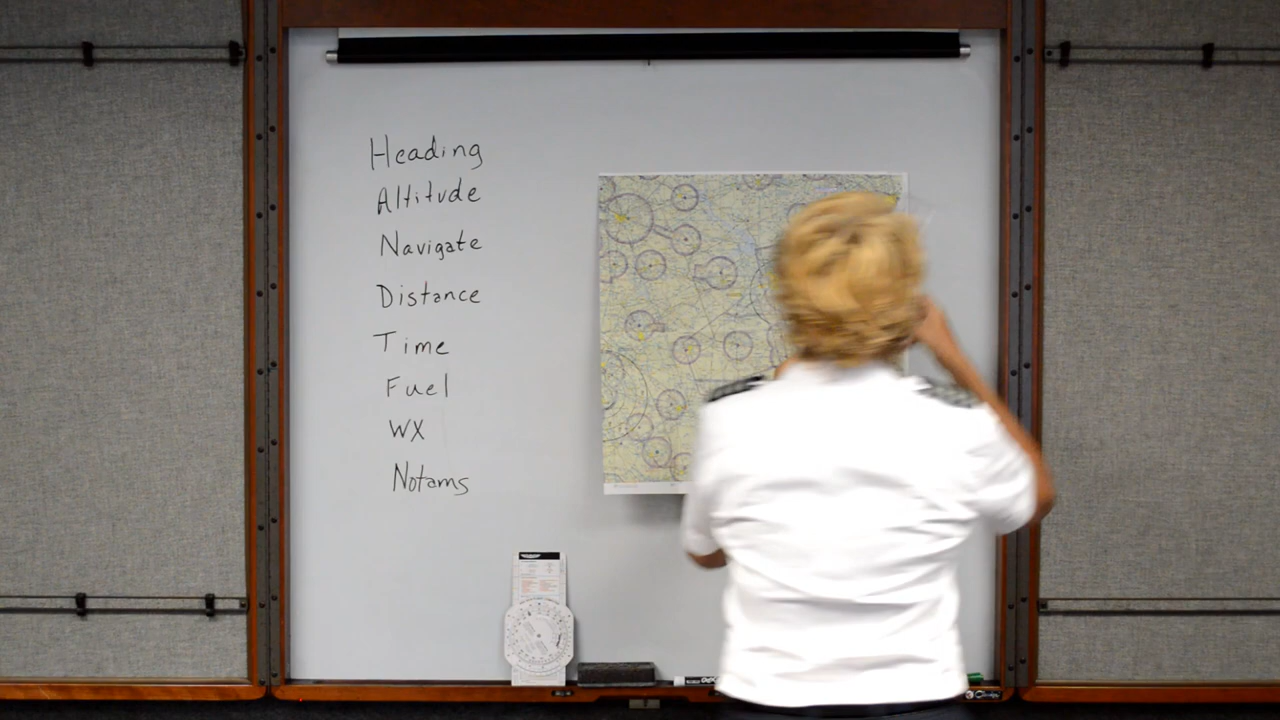 Heading
Altitude
Navigate
Distance
Time
Fuel
WX
Notams